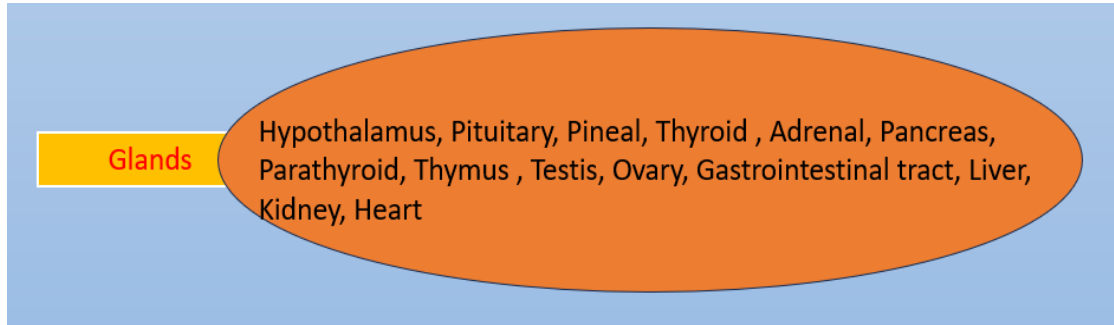 Glands
Hypothalamus, Pituitary, Pineal, Thyroid , Adrenal, Pancreas,
Parathyroid, Thymus , Testis, Ovary, Gastrointestinal tract, Liver,
Kidney, Heart